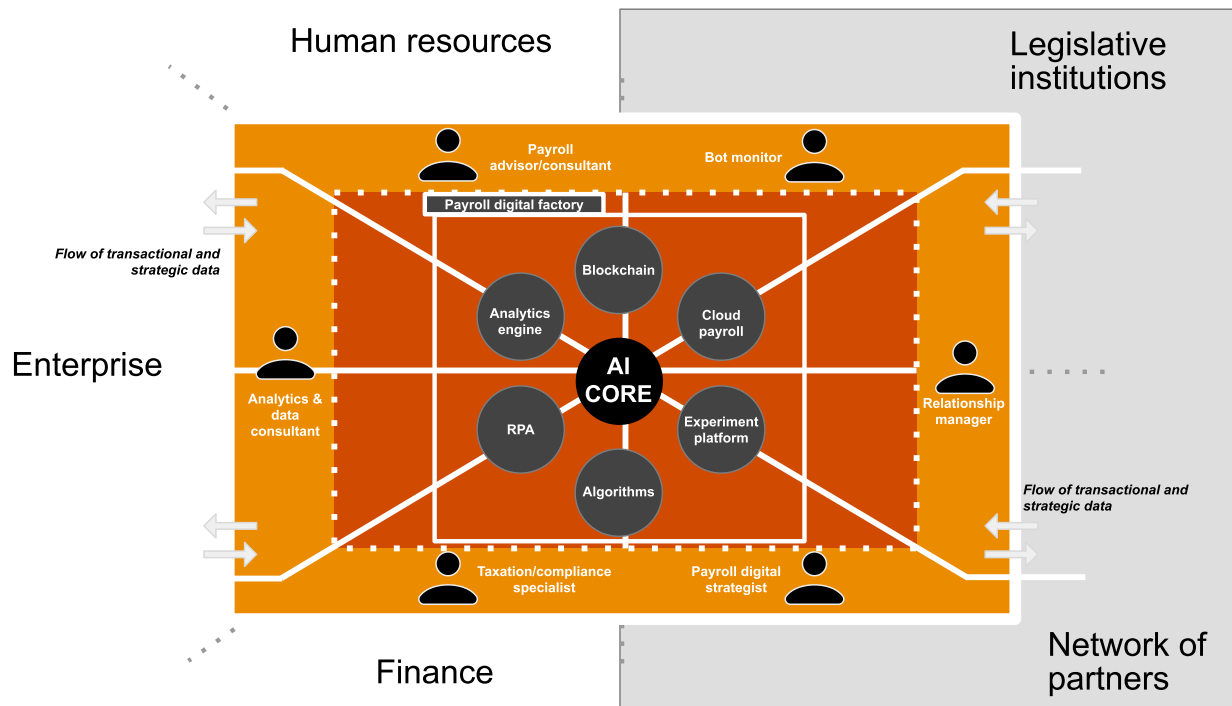 Human resources
Legislative
institutions
Payroll
advisor/consultant
Bot monitor
Payroll digital factory
Flow of transactional and
strategic data
Blockchain
Analytics
engine
Cloud
payroll
Enterprise
AI
CORE
Analytics &
data
consultant
Relationship
manager
RPA
Experiment
platform
Algorithms
Flow of transactional and
strategic data
Taxation/compliance
specialist
Payroll digital
strategist
Finance
Network of
partners